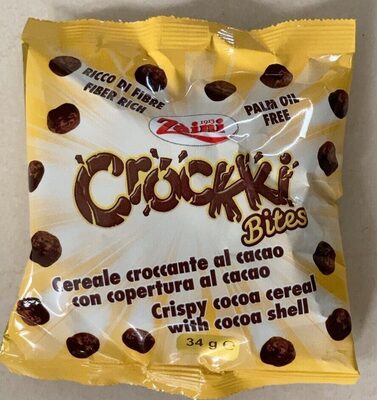 RICCO DI FIBRE
FIBER RICH
PALM OIL
FREE
1913
Zaini
Crockki
Bites
Cereale croccante al cacao
con copertura al cacao
Crispy cocoa cereal
with cocoa shell
34 g e